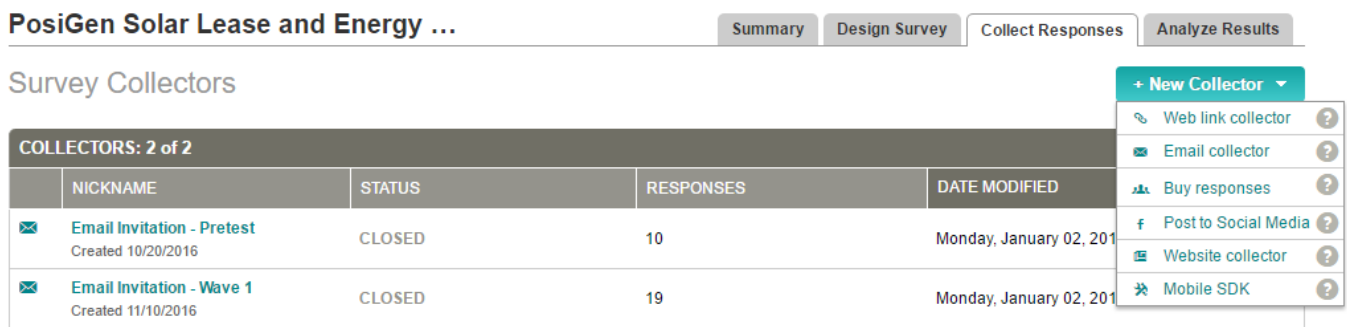 PosiGen Solar Lease and Energy ...
Summary
Design Survey
Collect Responses
Analyze Results
Survey Collectors
+ New Collector
Web link collector ?
Email collector ?
Buy responses ?
Post to Social Media ?
Website collector ?
Mobile SDK ?
COLLECTORS: 2 of 2
NICKNAME STATUS RESPONSES DATE MODIFIED
Email Invitation - Pretest CLOSED 10 Monday, January 02, 201
Created 10/20/2016
Email Invitation - Wave 1 CLOSED 19 Monday, January 02, 201
Created 11/10/2016